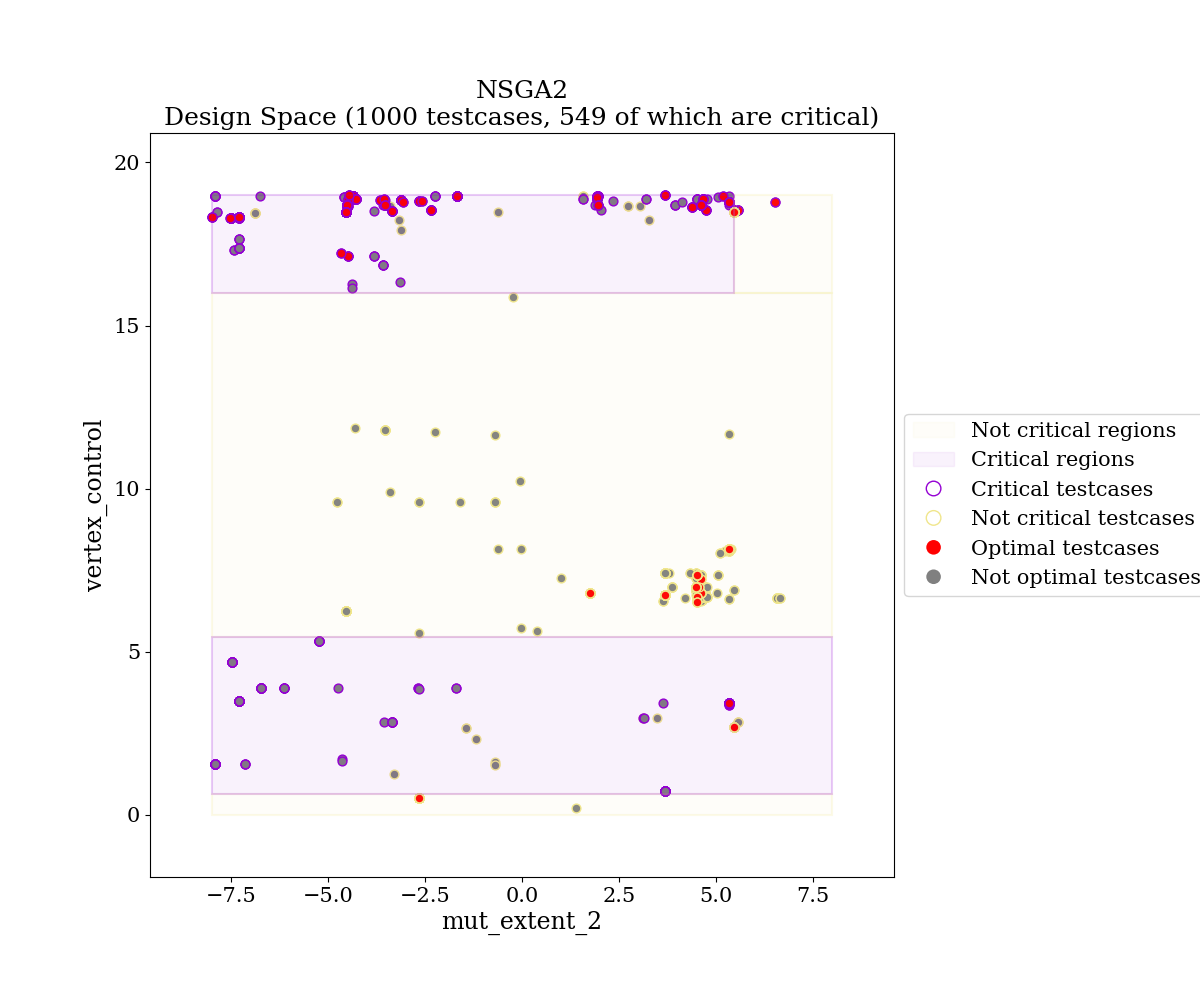 NSGA2
Design Space (1000 testcases, 549 of which are critical)
20
15
10
5
0
vertex_control
−7.5
−5.0
−2.5
0.0
2.5
5.0
7.5
mut_extent_2
Not critical regions
Critical regions
Critical testcases
Not critical testcases
Optimal testcases
Not optimal testcases